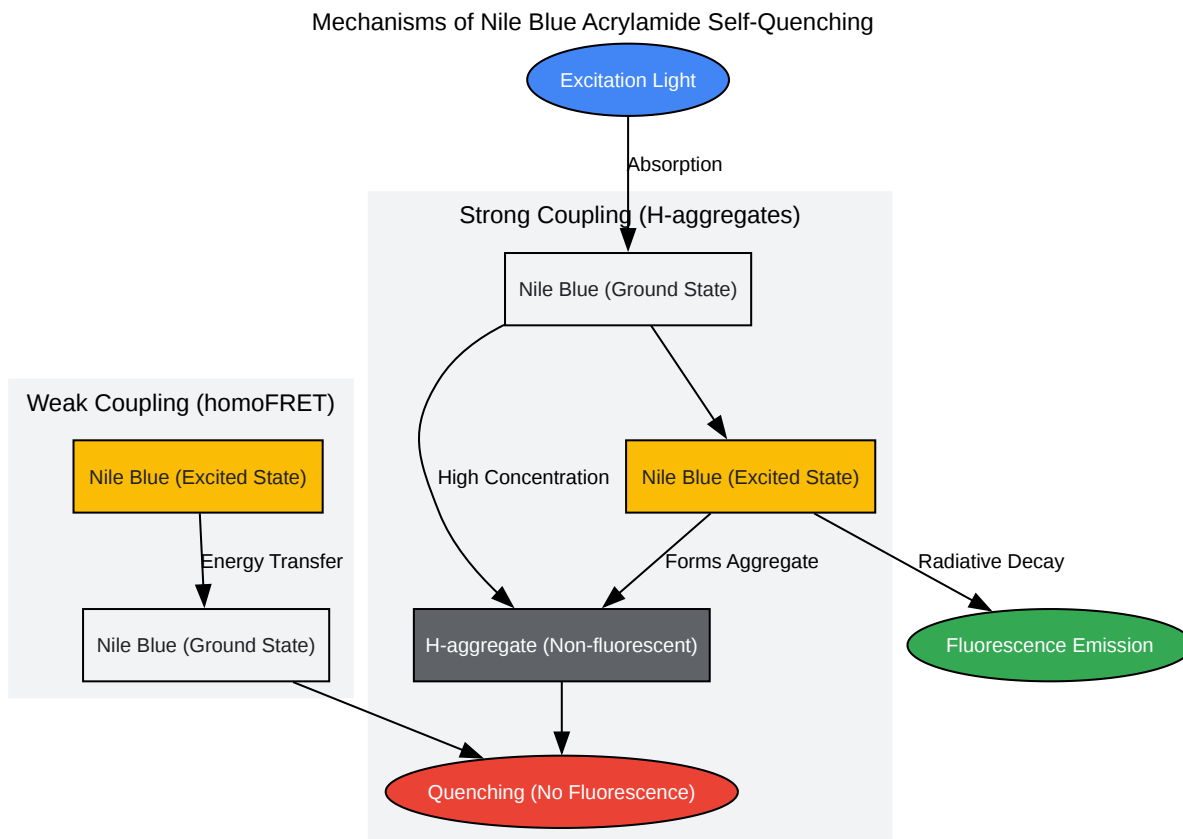 Mechanisms of Nile Blue Acrylamide Self-Quenching
Excitation Light
Absorption
Strong Coupling (H-aggregates)
Nile Blue (Ground State)
Weak Coupling (homoFRET)
Nile Blue (Excited State)
High Concentration
Nile Blue (Excited State)
Energy Transfer
Forms Aggregate
Radiative Decay
Nile Blue (Ground State)
H-aggregate (Non-fluorescent)
Fluorescence Emission
Quenching (No Fluorescence)